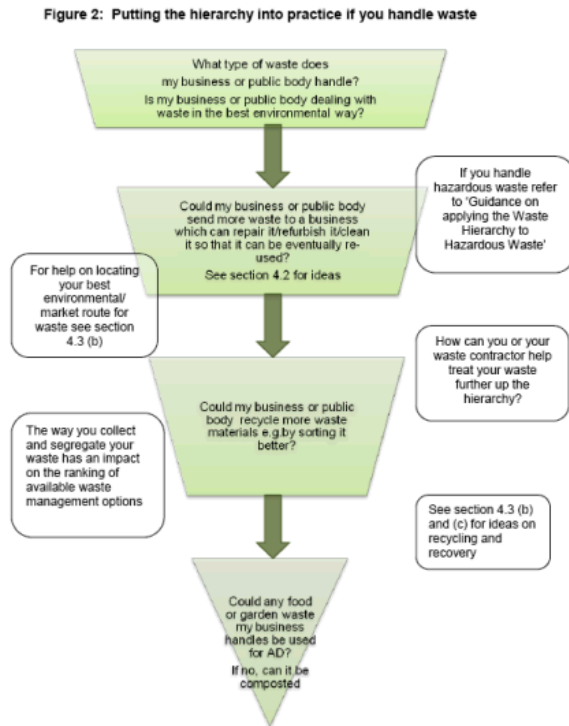 Figure 2: Putting the hierarchy into practice if you handle waste
What type of waste does
my business or public body handle?
Is my business or public body dealing with
waste in the best environmental way?
If you handle
hazardous waste refer
to 'Guidance on
applying the Waste
Hierarchy to
Hazardous Waste'
Could my business or public body
send more waste to a business
which can repair it/refurbish it/clean
it so that it can be eventually re-
used?
See section 4.2 for ideas
For help on locating
your best
environmental/
market route for
waste see section
4.3 (b)
How can you or your
waste contractor help
treat your waste
further up the
hierarchy?
Could my business or public
body recycle more waste
materials e.g.by sorting it
better?
The way you collect
and segregate your
waste has an impact
on the ranking of
available waste
management options
See section 4.3 (b)
and (c) for ideas on
recycling and
recovery
Could any food
or garden waste
my business
handles be used
for AD?
If no, can it be
composted